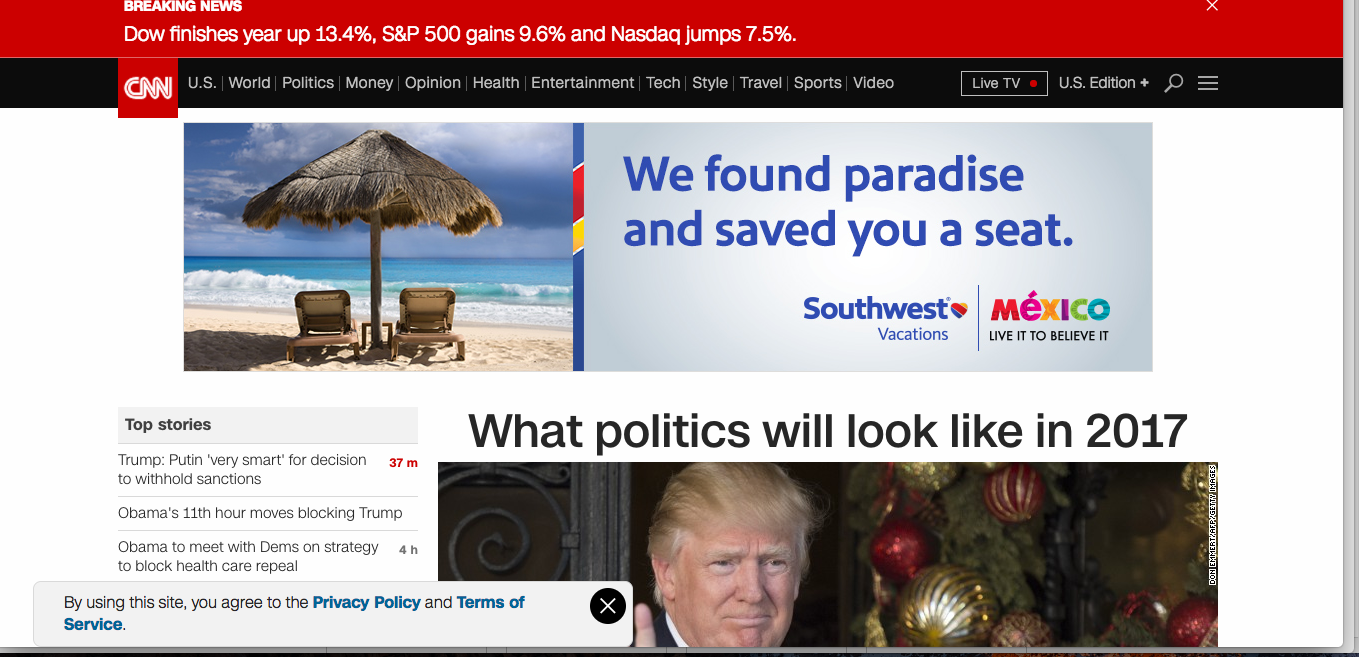 BREAKING NEWS
Dow finishes year up 13.4%, S&P 500 gains 9.6% and Nasdaq jumps 7.5%.
CNN
U.S. World Politics Money Opinion Health Entertainment Tech Style Travel Sports Video
Live TV
U.S. Edition +
We found paradise
and saved you a seat.
Southwest®
Vacations
MéXICO
LIVE IT TO BELIEVE IT
Top stories
Trump: Putin 'very smart' for decision
to withhold sanctions
37 m
Obama's 11th hour moves blocking Trump
Obama to meet with Dems on strategy
to block health care repeal
4 h
What politics will look like in 2017
DON EMMERT/AFP/GETTY IMAGES
By using this site, you agree to the Privacy Policy and Terms of
Service.